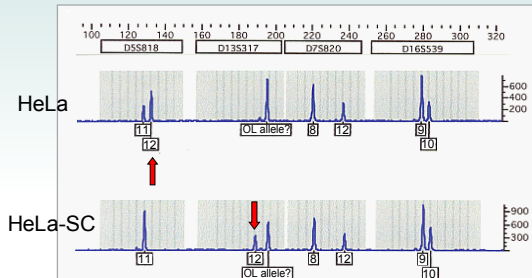 100 120 140 160 180 200 220 240 260 280 300 320
D5S818 D13S317 D7S820 D16S539
HeLa
600
400
200
11 OL allele? 8 12 9
12 10
HeLa-SC
900
600
300
11 12 8 12 9
OL allele? 10